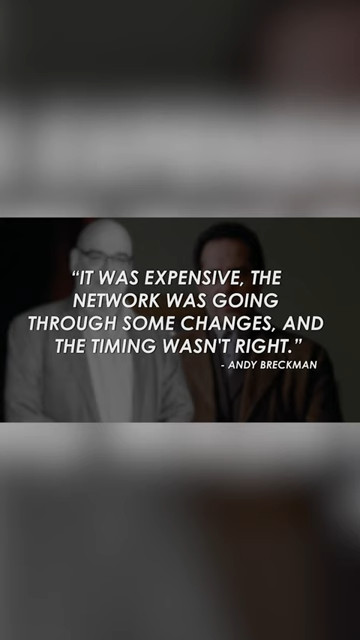 “IT WAS EXPENSIVE, THE
NETWORK WAS GOING
THROUGH SOME CHANGES, AND
THE TIMING WASN'T RIGHT.”
- ANDY BRECKMAN